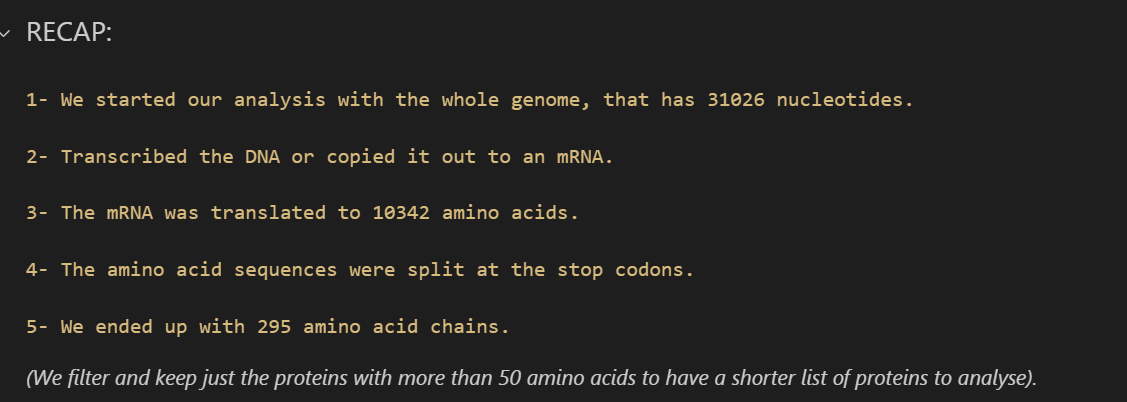 RECAP:
1- We started our analysis with the whole genome, that has 31026 nucleotides.
2- Transcribed the DNA or copied it out to an mRNA.
3- The mRNA was translated to 10342 amino acids.
4- The amino acid sequences were split at the stop codons.
5- We ended up with 295 amino acid chains.
(We filter and keep just the proteins with more than 50 amino acids to have a shorter list of proteins to analyse).